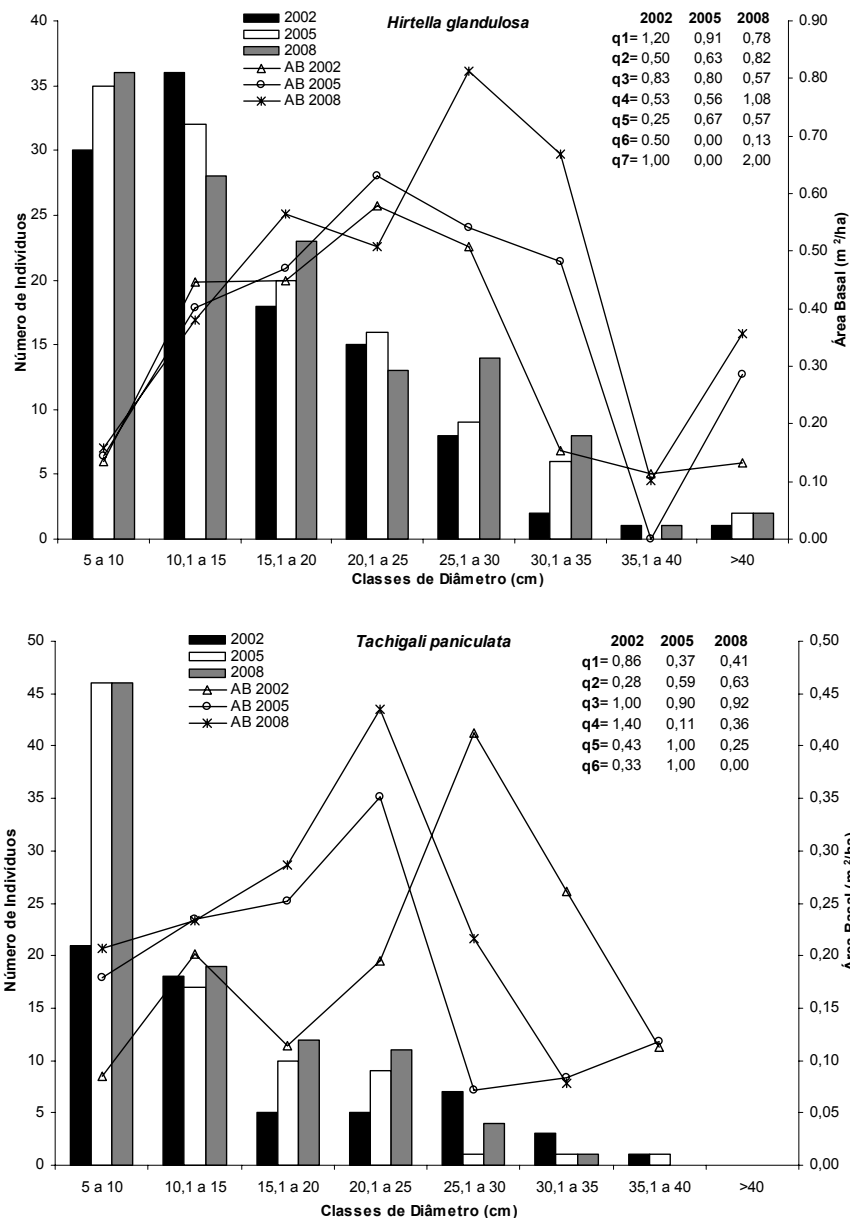 Hirtella glandulosa
2002
2005
2008
AB 2002
AB 2005
AB 2008
2002 2005 2008
q1= 1,20 0,91 0,78
q2= 0,50 0,63 0,82
q3= 0,83 0,80 0,57
q4= 0,53 0,56 1,08
q5= 0,25 0,67 0,57
q6= 0.50 0,00 0,13
q7= 1,00 0,00 2,00
Número de Indivíduos
40
35
30
25
20
15
10
5
0
0.90
0.80
0.70
0.60
0.50
0.40
0.30
0.20
0.10
0.00
Área Basal (m ²/ha)
5 a 10 10,1 a 15 15,1 a 20 20,1 a 25 25,1 a 30 30,1 a 35 35,1 a 40 >40
Classes de Diâmetro (cm)
Tachigali paniculata
2002
2005
2008
AB 2002
AB 2005
AB 2008
2002 2005 2008
q1= 0,86 0,37 0,41
q2= 0,28 0,59 0,63
q3= 1,00 0,90 0,92
q4= 1,40 0,11 0,36
q5= 0,43 1,00 0,25
q6= 0,33 1,00 0,00
Número de Indivíduos
50
45
40
35
30
25
20
15
10
5
0
0,50
0,45
0,40
0,35
0,30
0,25
0,20
0,15
0,10
0,05
0,00
Área Basal (m ²/ha)
5 a 10 10,1 a 15 15,1 a 20 20,1 a 25 25,1 a 30 30,1 a 35 35,1 a 40 >40
Classes de Diâmetro (cm)